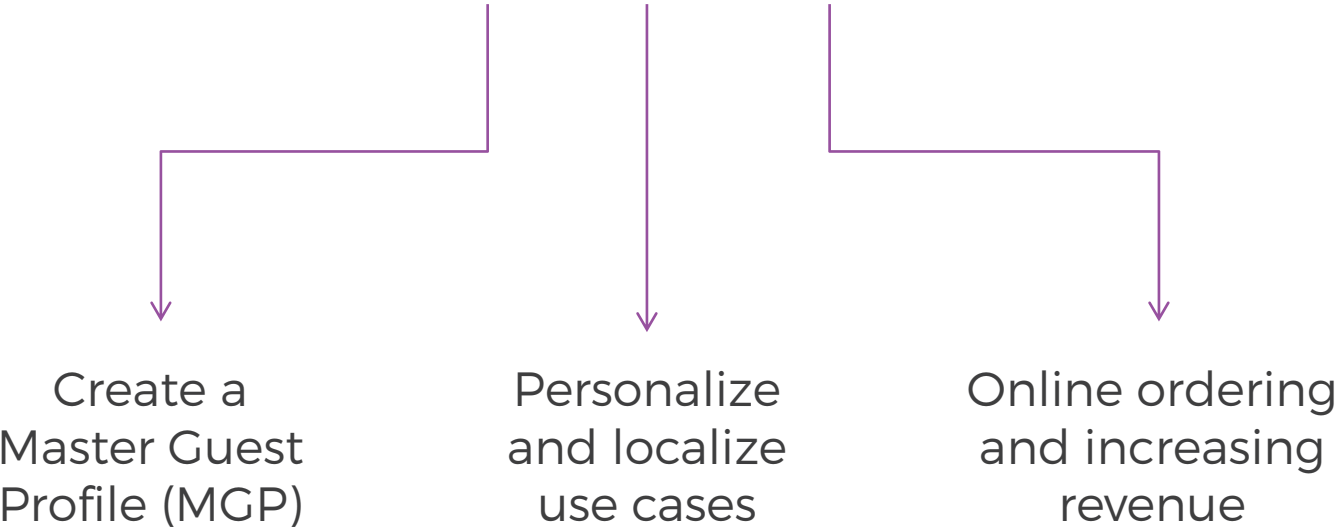 Create a
Master Guest
Profile (MGP)
Personalize
and localize
use cases
Online ordering
and increasing
revenue